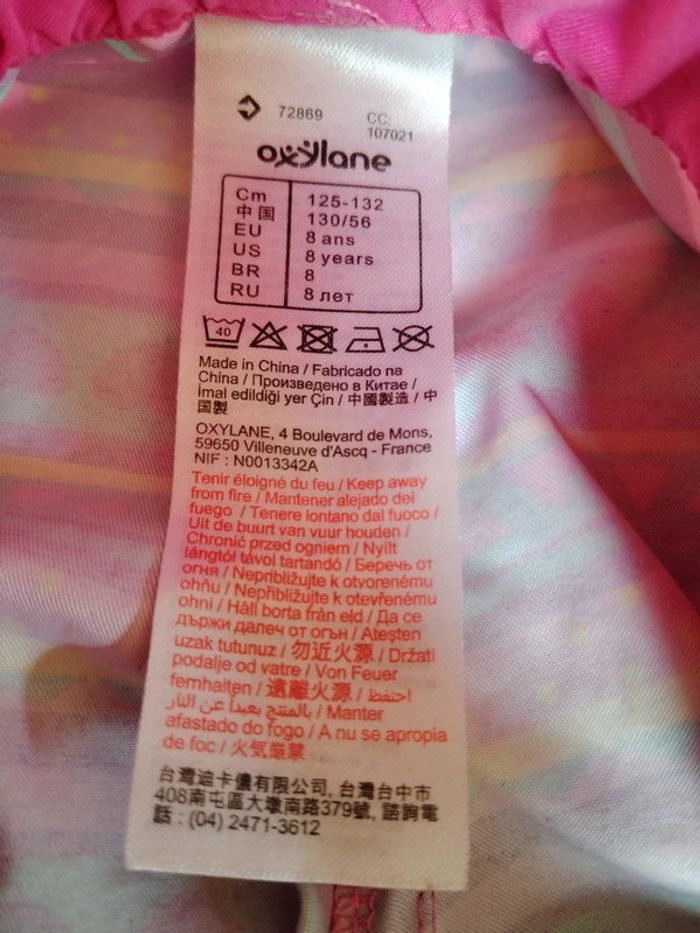 72869
CC:
107021
oxylane
Cm 125-132
中国 130/56
EU 8 ans
US 8 years
BR 8
RU 8 лет
40
Made in China / Fabricado na
China / Произведено в Китае /
İmal edildiği yer Çin / 中國製造 / 中
国製
OXYLANE, 4 Boulevard de Mons,
59650 Villeneuve d'Ascq - France
NIF : N0013342A
Tenir éloigné du feu / Keep away
from fire / Mantener alejado del
fuego / Tenere lontano dal fuoco /
Uit de buurt van vuur houden /
Chronić przed ogniem / Nyílt
lángtól távol tartandó / Беречь от
огня / Nepribližujte k otvorenému
ohňu / Nepřibližujte k otevřenému
ohni / Håll borta från eld / Да се
държи далеч от огън / Ateşten
uzak tutunuz / 勿近火源 / Držati
podalje od vatre / Von Feuer
fernhalten / 遠離火源 / احتفظ
بالمنتج بعيداً عن النار / Manter
afastado do fogo / A nu se apropia
de foc / 火気厳禁
台灣迪卡儂有限公司, 台灣台中市
408南屯區大墩南路379號, 諮詢電
話 : (04) 2471-3612